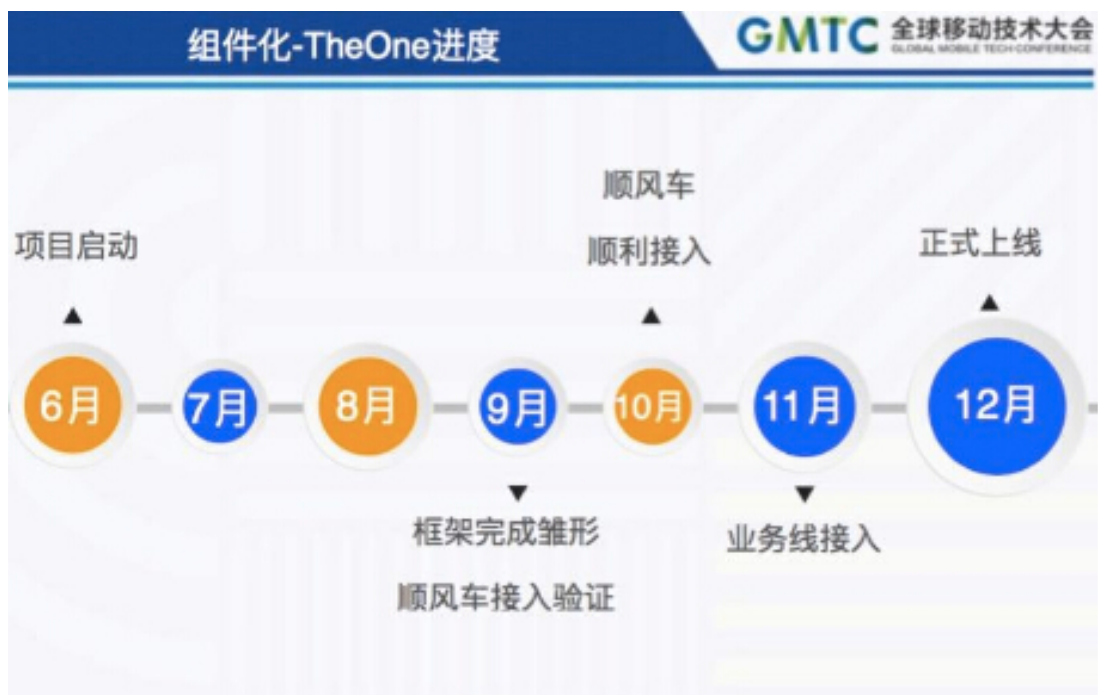 组件化-TheOne进度
GMTC 全球移动技术大会
GLOBAL MOBILE TECH CONFERENCE
顺风车
项目启动
顺利接入
正式上线
6月
7月
8月
9月
10月
11月
12月
框架完成雏形
业务线接入
顺风车接入验证